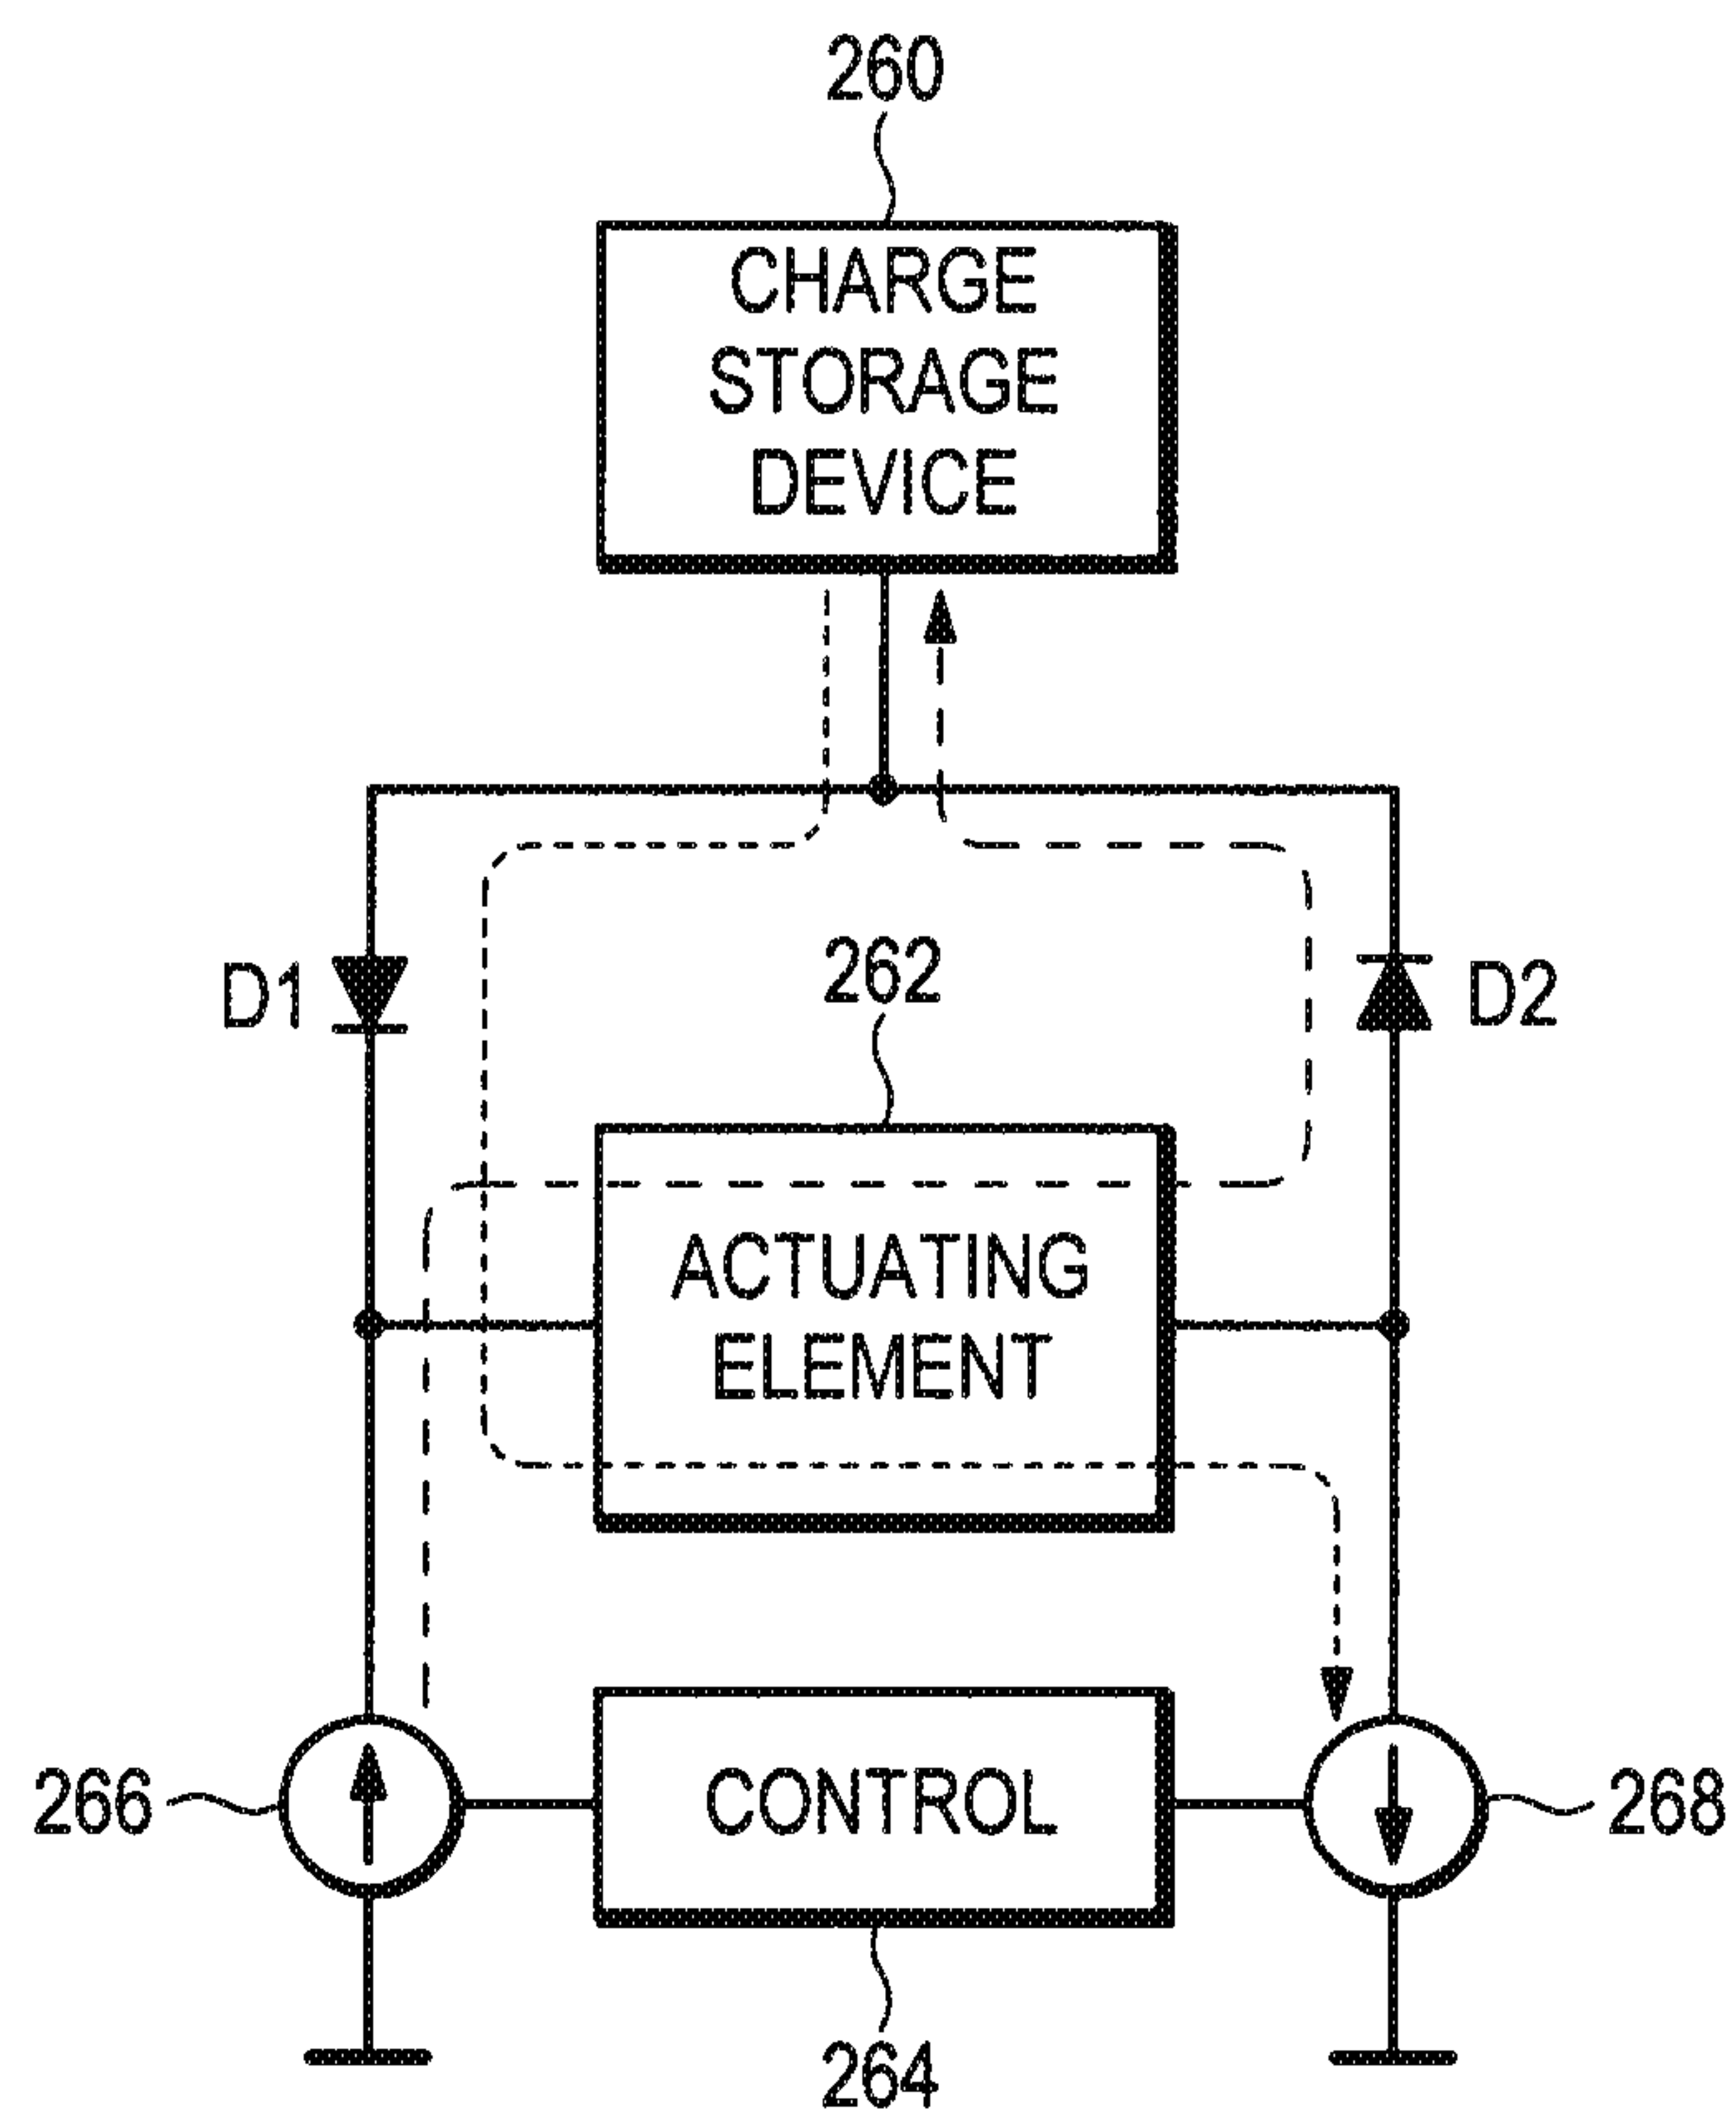 260
CHARGE
STORAGE
DEVICE
D1
262
D2
ACTUATING
ELEMENT
266
CONTROL
268
264